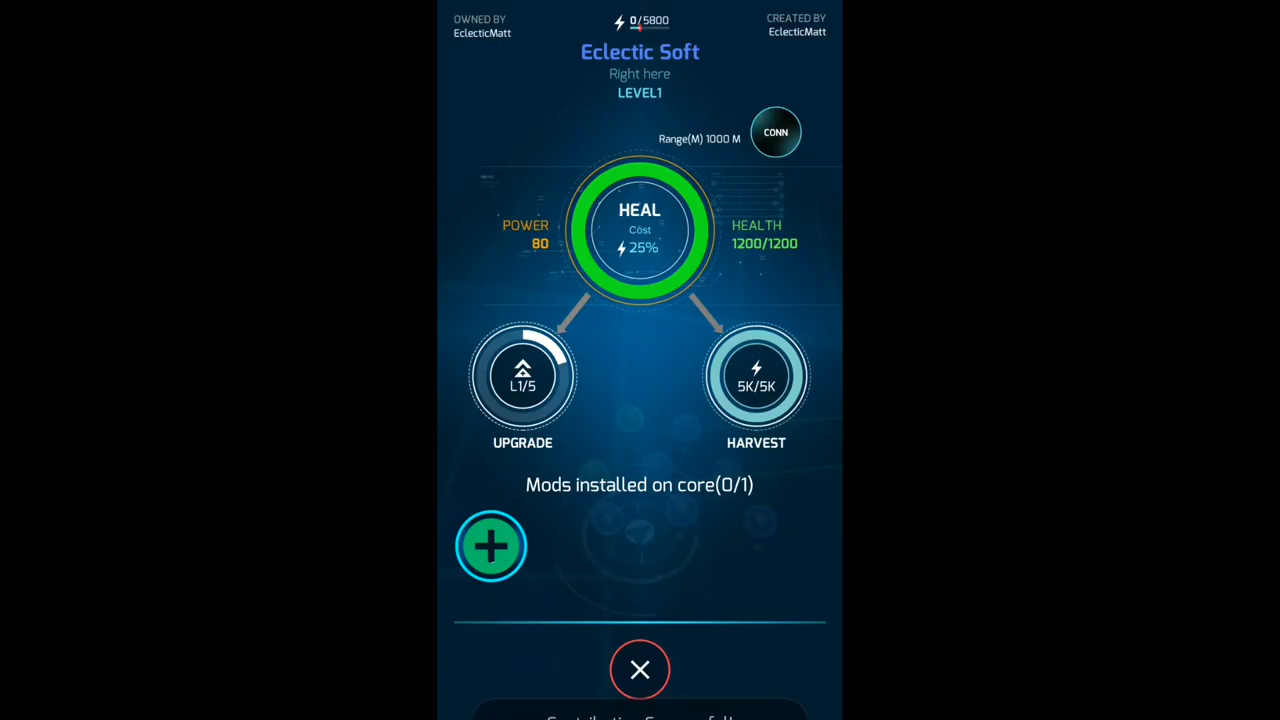 OWNED BY
EclecticMatt
0/5800
CREATED BY
EclecticMatt
Eclectic Soft
Right here
LEVEL1
Range(M) 1000 M
CONN
POWER
80
HEAL
Cost
25%
HEALTH
1200/1200
L1/5
UPGRADE
5K/5K
HARVEST
Mods installed on core(0/1)